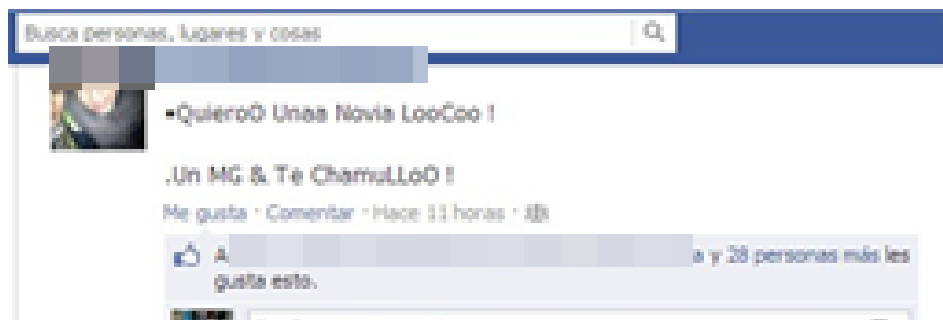 Busca personas, lugares y cosas
•QuieroO Unaa Novia LooCoo !
.Un MG & Te ChamuLLoO !
Me gusta · Comentar · Hace 11 horas ·
A a y 28 personas más les
gusta esto.